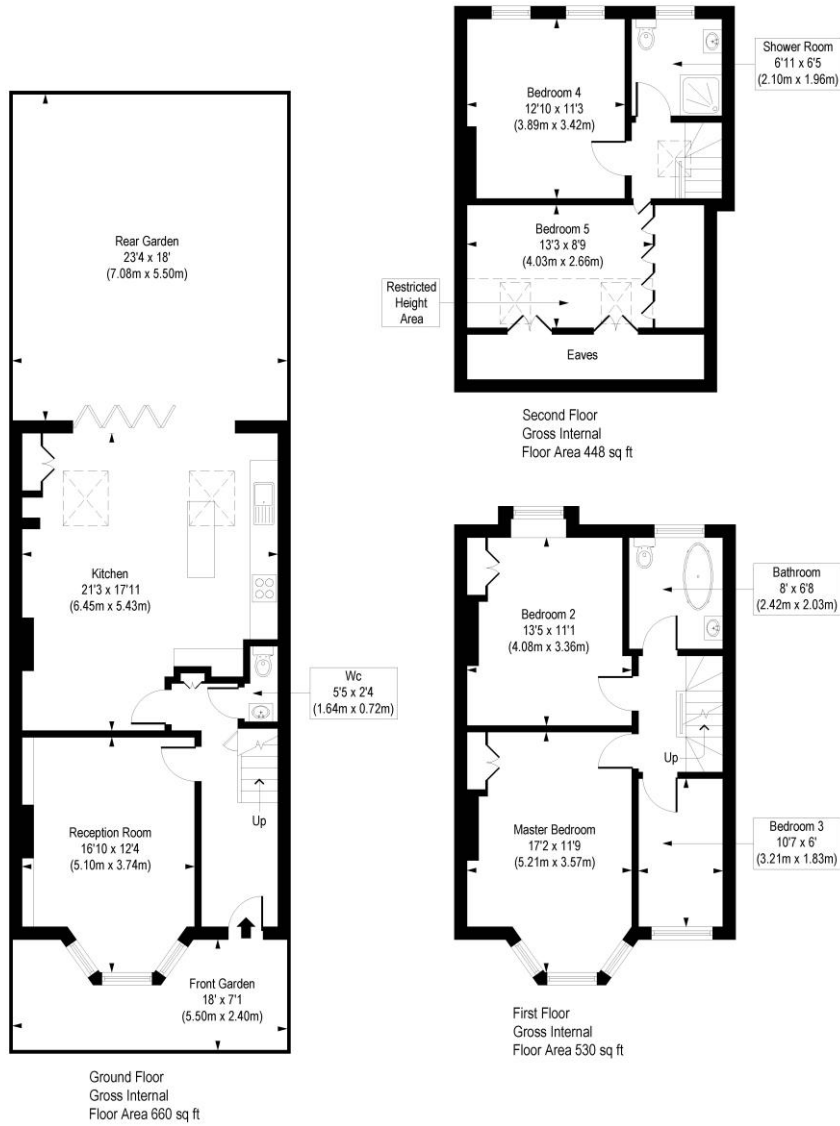 Rear Garden
23'4 x 18'
(7.08m x 5.50m)
Kitchen
21'3 x 17'11
(6.45m x 5.43m)
Wc
5'5 x 2'4
(1.64m x 0.72m)
Reception Room
16'10 x 12'4
(5.10m x 3.74m)
Up
Front Garden
18' x 7'1
(5.50m x 2.40m)
Ground Floor
Gross Internal
Floor Area 660 sq ft
Shower Room
6'11 x 6'5
(2.10m x 1.96m)
Bedroom 4
12'10 x 11'3
(3.89m x 3.42m)
Bedroom 5
13'3 x 8'9
(4.03m x 2.66m)
Restricted
Height
Area
Eaves
Second Floor
Gross Internal
Floor Area 448 sq ft
Bathroom
8' x 6'8
(2.42m x 2.03m)
Bedroom 2
13'5 x 11'1
(4.08m x 3.36m)
Up
Master Bedroom
17'2 x 11'9
(5.21m x 3.57m)
Bedroom 3
10'7 x 6'
(3.21m x 1.83m)
First Floor
Gross Internal
Floor Area 530 sq ft